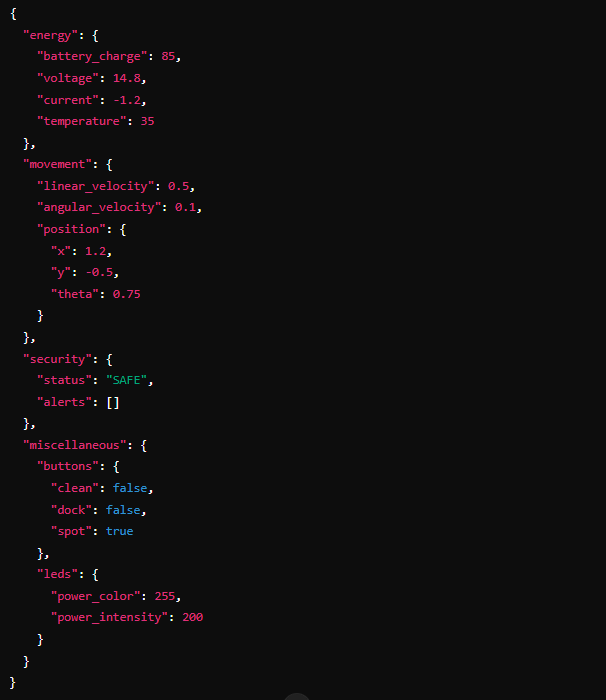 {
  "energy": {
    "battery_charge": 85,
    "voltage": 14.8,
    "current": -1.2,
    "temperature": 35
  },
  "movement": {
    "linear_velocity": 0.5,
    "angular_velocity": 0.1,
    "position": {
      "x": 1.2,
      "y": -0.5,
      "theta": 0.75
    }
  },
  "security": {
    "status": "SAFE",
    "alerts": []
  },
  "miscellaneous": {
    "buttons": {
      "clean": false,
      "dock": false,
      "spot": true
    },
    "leds": {
      "power_color": 255,
      "power_intensity": 200
    }
  }
}